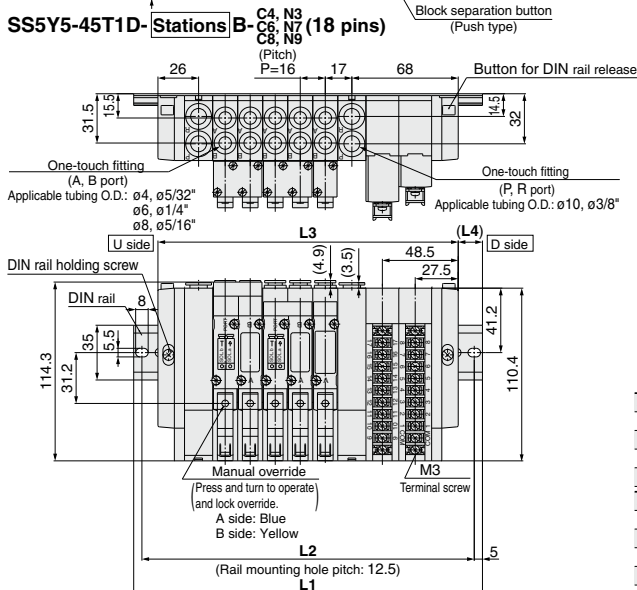 Block separation button
(Push type)
SS5Y5-45T1D- Stations B- C4, N3 C6, N7 C8, N9 (18 pins)
(Pitch)
26
P=16
17
68
Button for DIN rail release
31.5
15.5
14.5
32
One-touch fitting
(A, B port)
Applicable tubing O.D.: ø4, ø5/32"
ø6, ø1/4"
ø8, ø5/16"
One-touch fitting
(P, R port)
Applicable tubing O.D.: ø10, ø3/8"
U side
L3
(L4)
D side
(4.9)
(3.5)
48.5
27.5
DIN rail holding screw
DIN rail
8
35
5.5
31.2
114.3
41.2
110.4
Manual override
(Press and turn to operate
and lock override.)
A side: Blue
B side: Yellow
M3
Terminal screw
L2
5
(Rail mounting hole pitch: 12.5)
L1